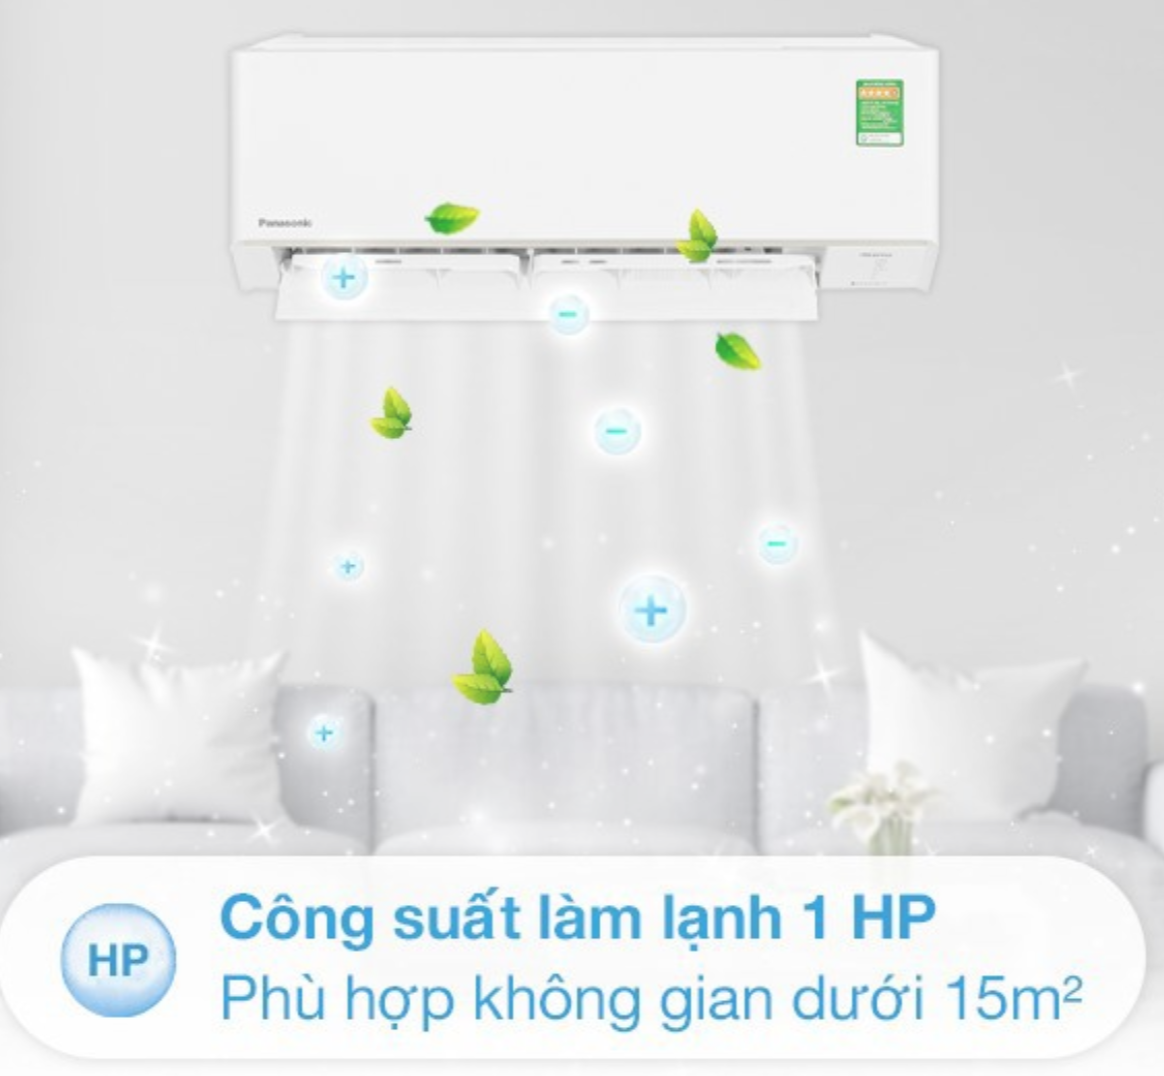 Panasonic
HP
Công suất làm lạnh 1 HP
Phù hợp không gian dưới 15m²